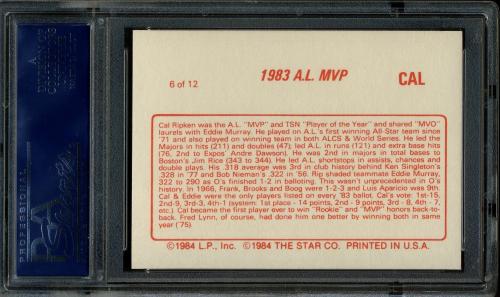 1983 A.L. MVP
CAL
6 of 12
Cal Ripken was the A.L. "MVP" and TSN "Player of the Year" and shared "MVO"
laurels with Eddie Murray. He played on A.L.'s first winning All-Star team since
'71 and also played on winning team in both ALCS & World Series. He led the
Majors in hits (211) and doubles (47); led A.L. in runs (121) and extra base hits
(76, 2nd to Expos' Andre Dawson). He was 2nd in majors in total bases to
Boston's Jim Rice (343 to 344). He led A.L. shortstops in assists, chances and
double plays. His 318 average was 3rd in club history behind Ken Singleton's
.328 in '77 and Bob Nieman's .322 in '56. Rip shaded teammate Eddie Murray,
322 to 290 as O's finished 1-2 in balloting. This wasn't unprecedented in O's
history. In 1966, Frank, Brooks and Boog were 1-2-3 and Luis Aparicio was 9th.
Cal & Eddie were the only players listed on every '83 ballot. Cal's vote: 1st-15,
2nd-9, 3rd-3, 4th-1 (system: 1st place - 14 points, 2nd - 9 points, 3rd - 8, 4th - 7,
etc.) Cal became the first player ever to win "Rookie" and "MVP" honors back-to-
back. Fred Lynn, of course, had done him one better by winning both in same
year ('75)
©1984 L.P., Inc. ©1984 THE STAR CO. PRINTED IN U.S.A.
PSA
PROFESSIONAL